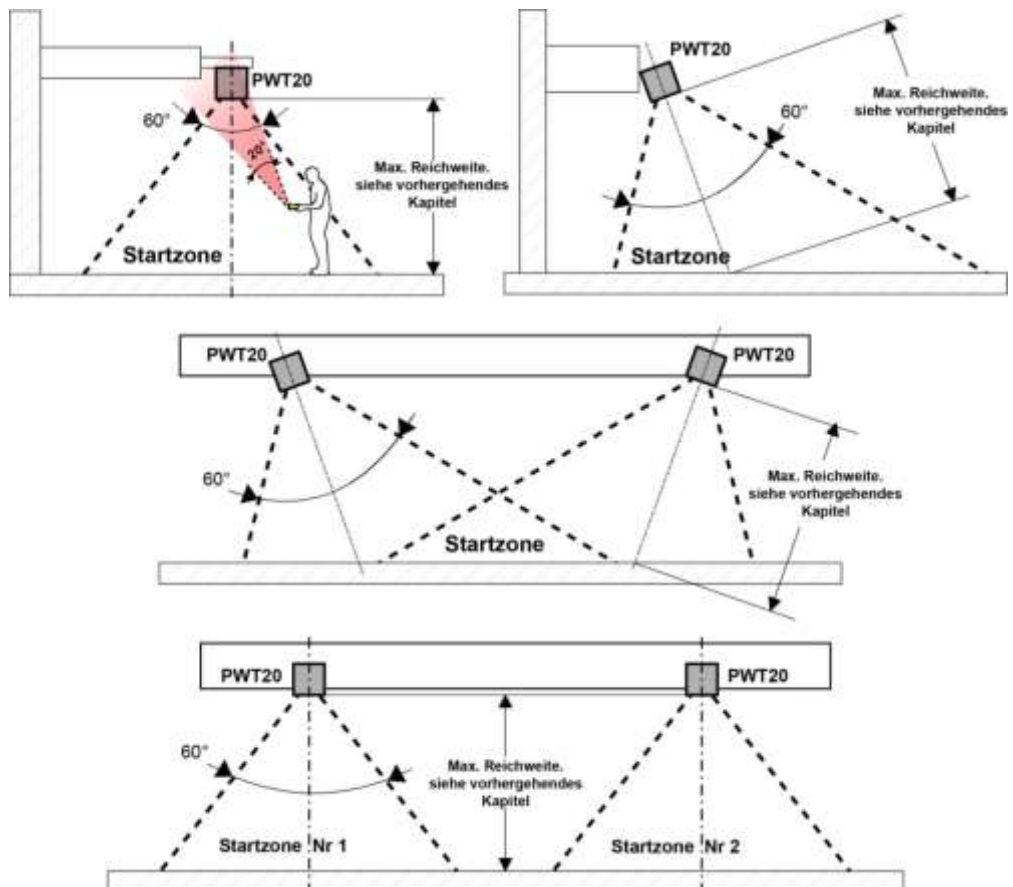 PWT20
60°
20°
Max. Reichweite.
siehe vorhergehendes
Kapitel
Startzone
PWT20
60°
Max. Reichweite.
siehe vorhergehendes
Kapitel
Startzone
PWT20
PWT20
60°
Max. Reichweite.
siehe vorhergehendes
Kapitel
Startzone
PWT20
PWT20
60°
Max. Reichweite.
siehe vorhergehendes
Kapitel
Startzone Nr 1
Startzone Nr 2